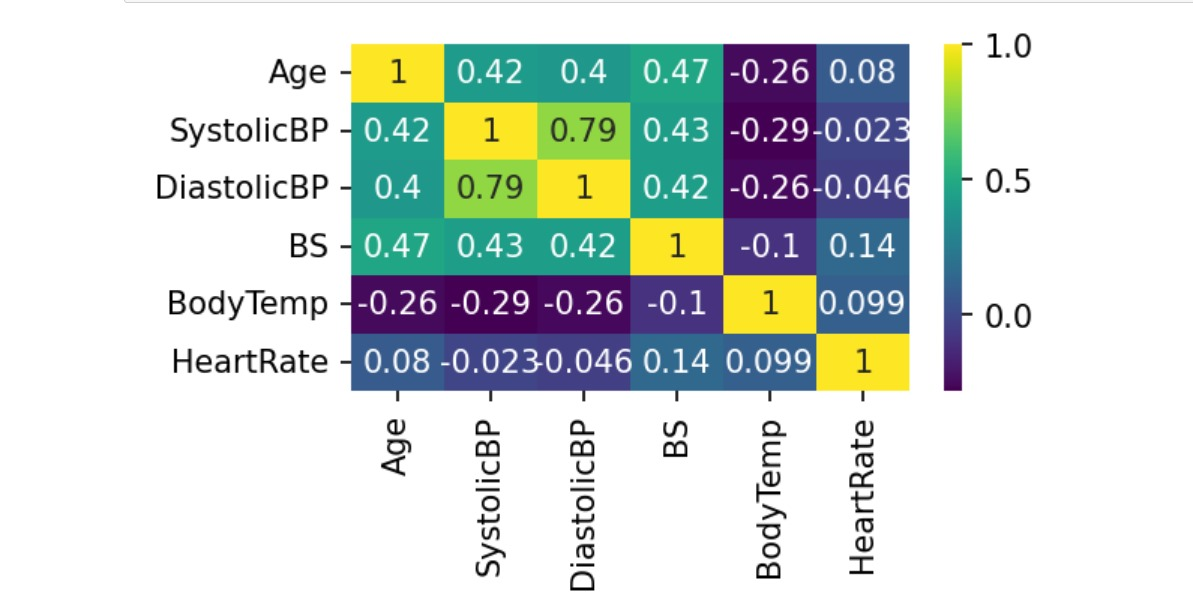 Age 1 0.42 0.4 0.47 -0.26 0.08 1.0
SystolicBP 0.42 1 0.79 0.43 -0.29 -0.023
DiastolicBP 0.4 0.79 1 0.42 -0.26 -0.046 0.5
BS 0.47 0.43 0.42 1 -0.1 0.14
BodyTemp -0.26 -0.29 -0.26 -0.1 1 0.099 0.0
HeartRate 0.08 -0.023 -0.046 0.14 0.099 1
Age SystolicBP DiastolicBP BS BodyTemp HeartRate